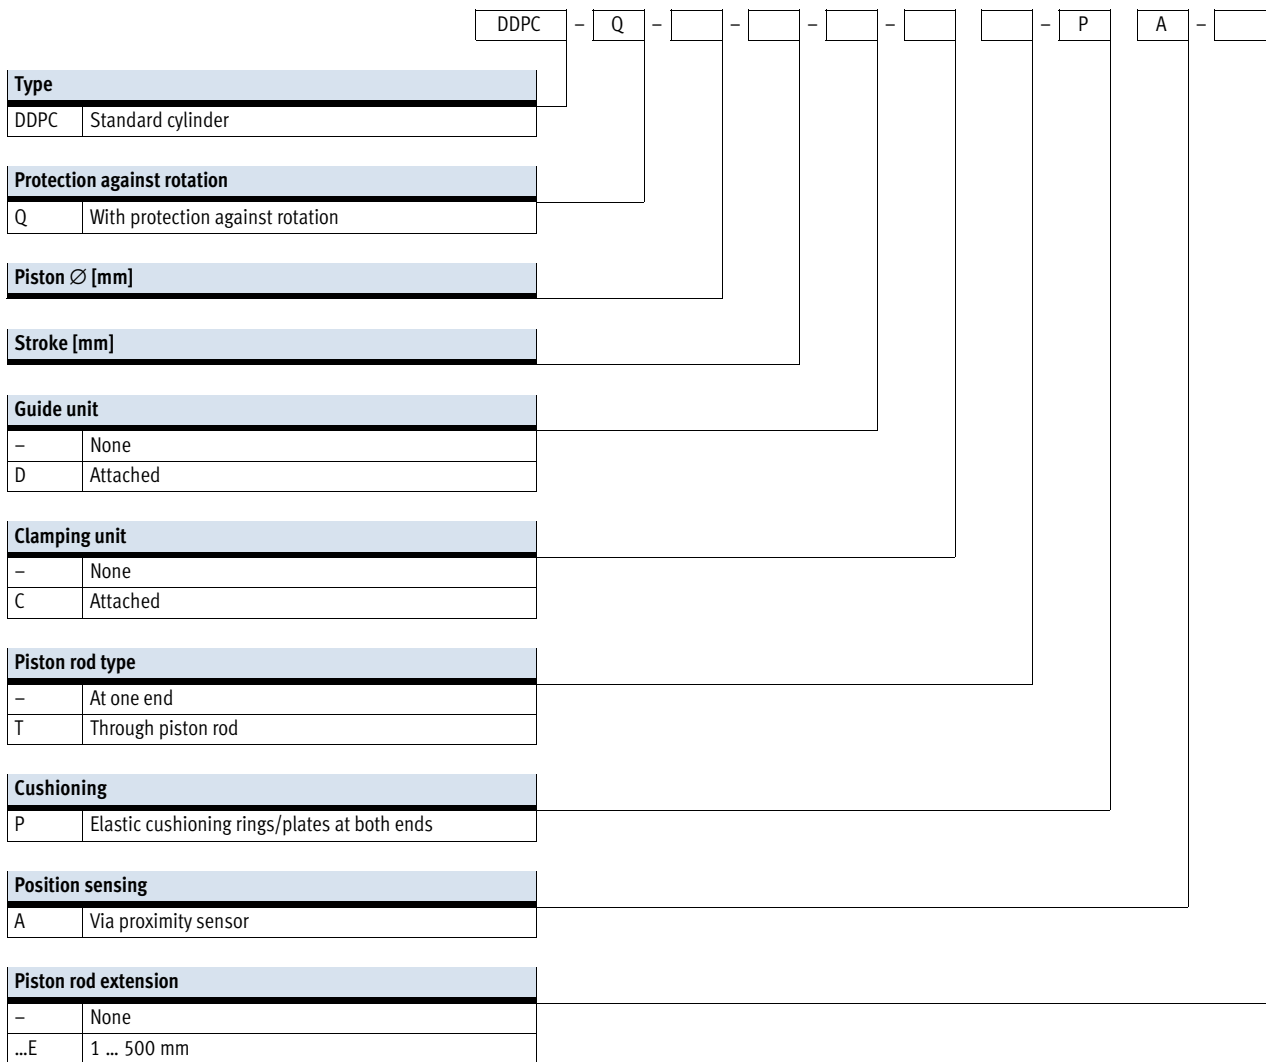 DDPC – Q – – – – – P A –
Type
DDPC Standard cylinder
Protection against rotation
Q With protection against rotation
Piston ∅ [mm]
Stroke [mm]
Guide unit
– None
D Attached
Clamping unit
– None
C Attached
Piston rod type
– At one end
T Through piston rod
Cushioning
P Elastic cushioning rings/plates at both ends
Position sensing
A Via proximity sensor
Piston rod extension
– None
...E 1 ... 500 mm